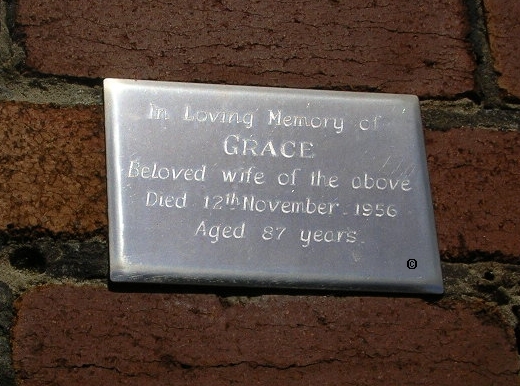 In Loving Memory of
GRACE
Beloved wife of the above
Died 12th November 1956
Aged 87 years.
©